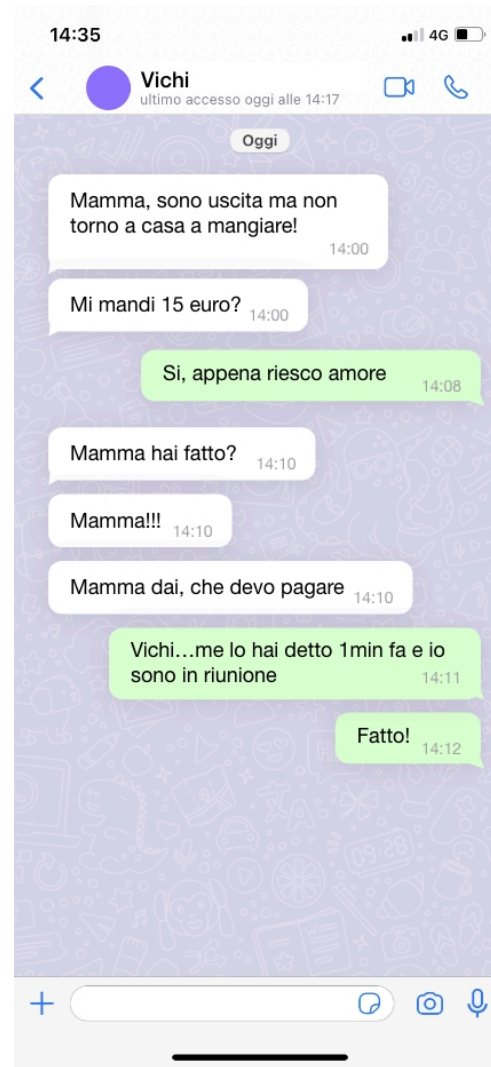 14:35
4G
Vichi
ultimo accesso oggi alle 14:17
Oggi
Mamma, sono uscita ma non
torno a casa a mangiare!
14:00
Mi mandi 15 euro? 14:00
Si, appena riesco amore 14:08
Mamma hai fatto? 14:10
Mamma!!! 14:10
Mamma dai, che devo pagare 14:10
Vichi...me lo hai detto 1min fa e io
sono in riunione 14:11
Fatto! 14:12
09:28